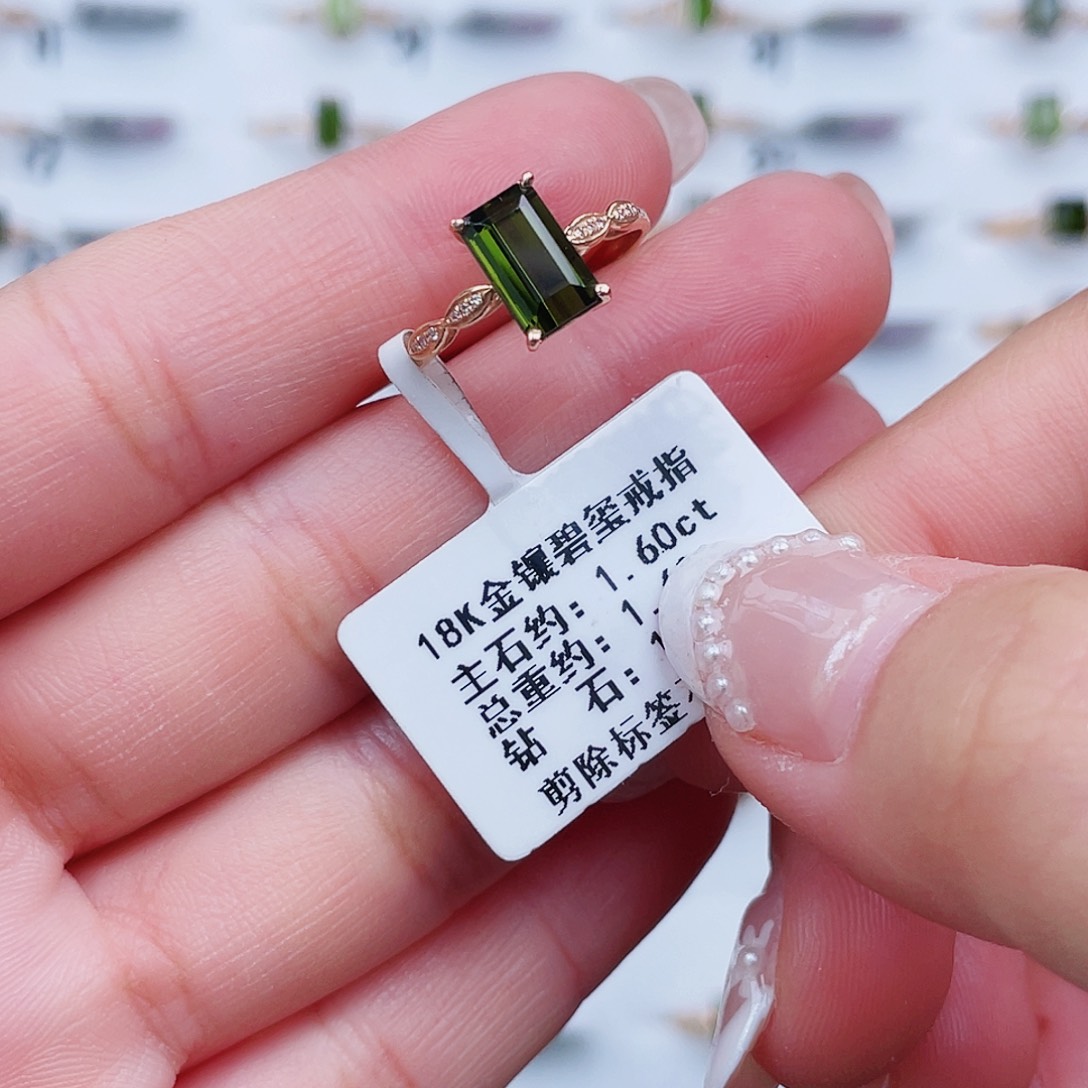 18K金镶碧玺戒指
主石约: 1.60ct
总重约: 1.
钻 石: 1
剪除标签